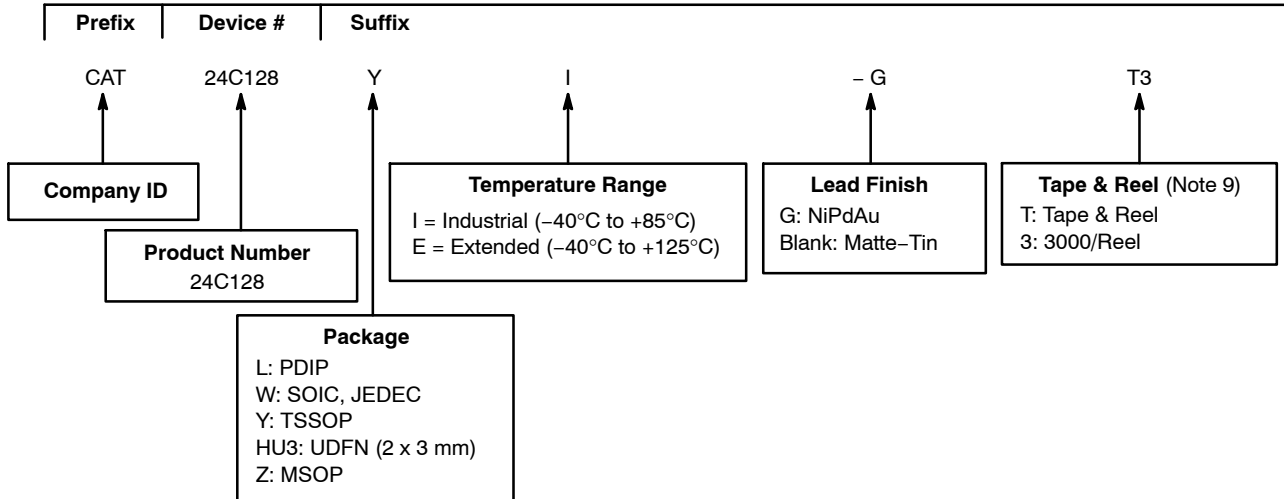 Prefix Device # Suffix
CAT 24C128 Y I – G T3
Company ID
Product Number
24C128
Package
L: PDIP
W: SOIC, JEDEC
Y: TSSOP
HU3: UDFN (2 x 3 mm)
Z: MSOP
Temperature Range
I = Industrial (−40°C to +85°C)
E = Extended (−40°C to +125°C)
Lead Finish
G: NiPdAu
Blank: Matte−Tin
Tape & Reel (Note 9)
T: Tape & Reel
3: 3000/Reel